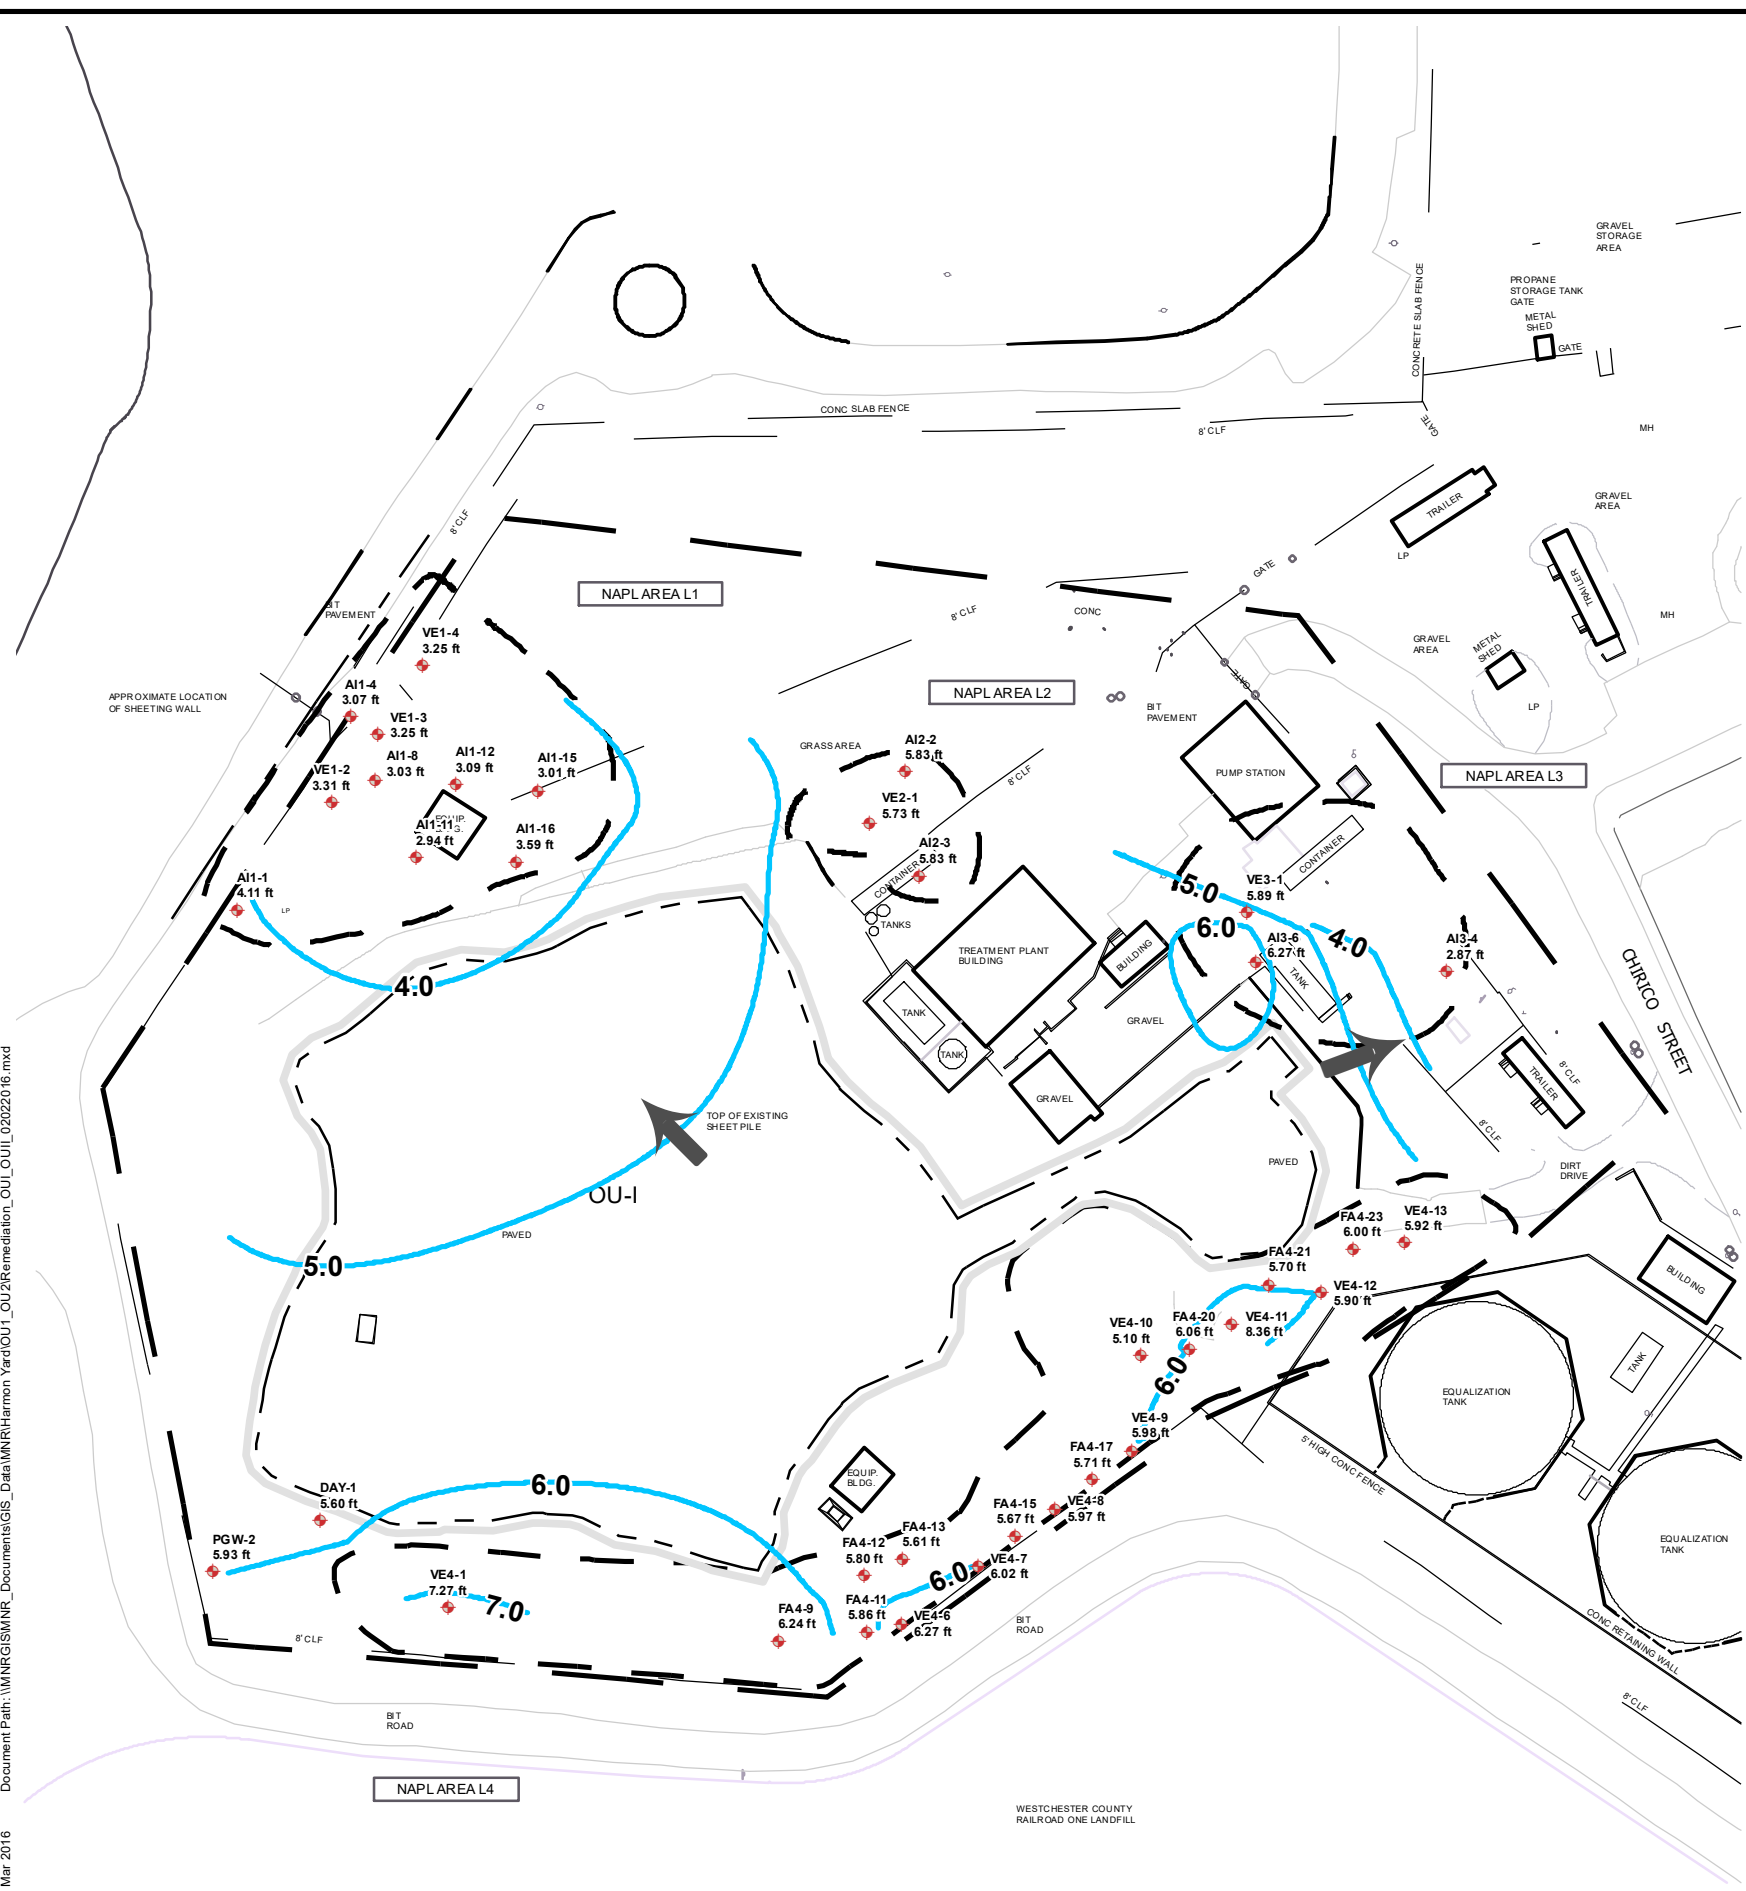 GRAVEL
STORAGE
AREA
PROPANE
STORAGE TANK
GATE
METAL
SHED
GATE
CONCRETE SLAB FENCE
CONC SLAB FENCE
8' CLF
GATE
MH
TRAILER
GRAVEL
AREA
LP
8' CLF
GATE
TRAILER
NAPL AREA L1
BIT
PAVEMENT
8' CLF
CONC
MH
VE1-4
3.25 ft
GRAVEL
AREA
METAL
SHED
GATE
AI1-4
3.07 ft
APPROXIMATE LOCATION
OF SHEETING WALL
NAPL AREA L2
BIT
PAVEMENT
LP
VE1-3
3.25 ft
GRASS AREA
AI2-2
5.83 ft
AI1-8
3.03 ft
AI1-12
3.09 ft
AI1-15
3.01 ft
VE1-2
3.31 ft
8' CLF
PUMP STATION
NAPL AREA L3
VE2-1
5.73 ft
EQUIP.
BLDG.
AI1-11
2.94 ft
AI1-16
3.59 ft
AI2-3
5.83 ft
CONTAINER
CONTAINER
AI1-1
4.11 ft
LP
5.0
VE3-1
5.89 ft
TANKS
6.0
4.0
TREATMENT PLANT
BUILDING
BUILDING
AI3-6
6.27 ft
TANK
AI3-4
2.87 ft
4.0
TANK
GRAVEL
CHIRICO STREET
TANK
8' CLF
TRAILER
GRAVEL
TOP OF EXISTING
SHEET PILE
8' CLF
PAVED
DIRT
DRIVE
OU-I
PAVED
FA4-23
6.00 ft
VE4-13
5.92 ft
5.0
FA4-21
5.70 ft
VE4-12
5.90 ft
BUILDING
VE4-10
5.10 ft
FA4-20
6.06 ft
VE4-11
8.36 ft
6.0
TANK
EQUALIZATION
TANK
VE4-9
5.98 ft
5' HIGH CONC FENCE
FA4-17
5.71 ft
EQUIP.
BLDG.
6.0
DAY-1
5.60 ft
FA4-15
5.67 ft
VE4-8
5.97 ft
PGW-2
5.93 ft
FA4-12
5.80 ft
FA4-13
5.61 ft
EQUALIZATION
TANK
VE4-1
7.27 ft
7.0
6.0
VE4-7
6.02 ft
FA4-9
6.24 ft
FA4-11
5.86 ft
VE4-6
6.27 ft
BIT
ROAD
8' CLF
CONC RETAINING WALL
8' CLF
BIT
ROAD
NAPL AREA L4
WESTCHESTER COUNTY
RAILROAD ONE LANDFILL
Mar 2016 Document Path: \\MNRGIS\MNR_Documents\GIS_Data\MNR\Harmon Yard\OU1_OU2\Remediation_OUI_OUII_02022016.mxd